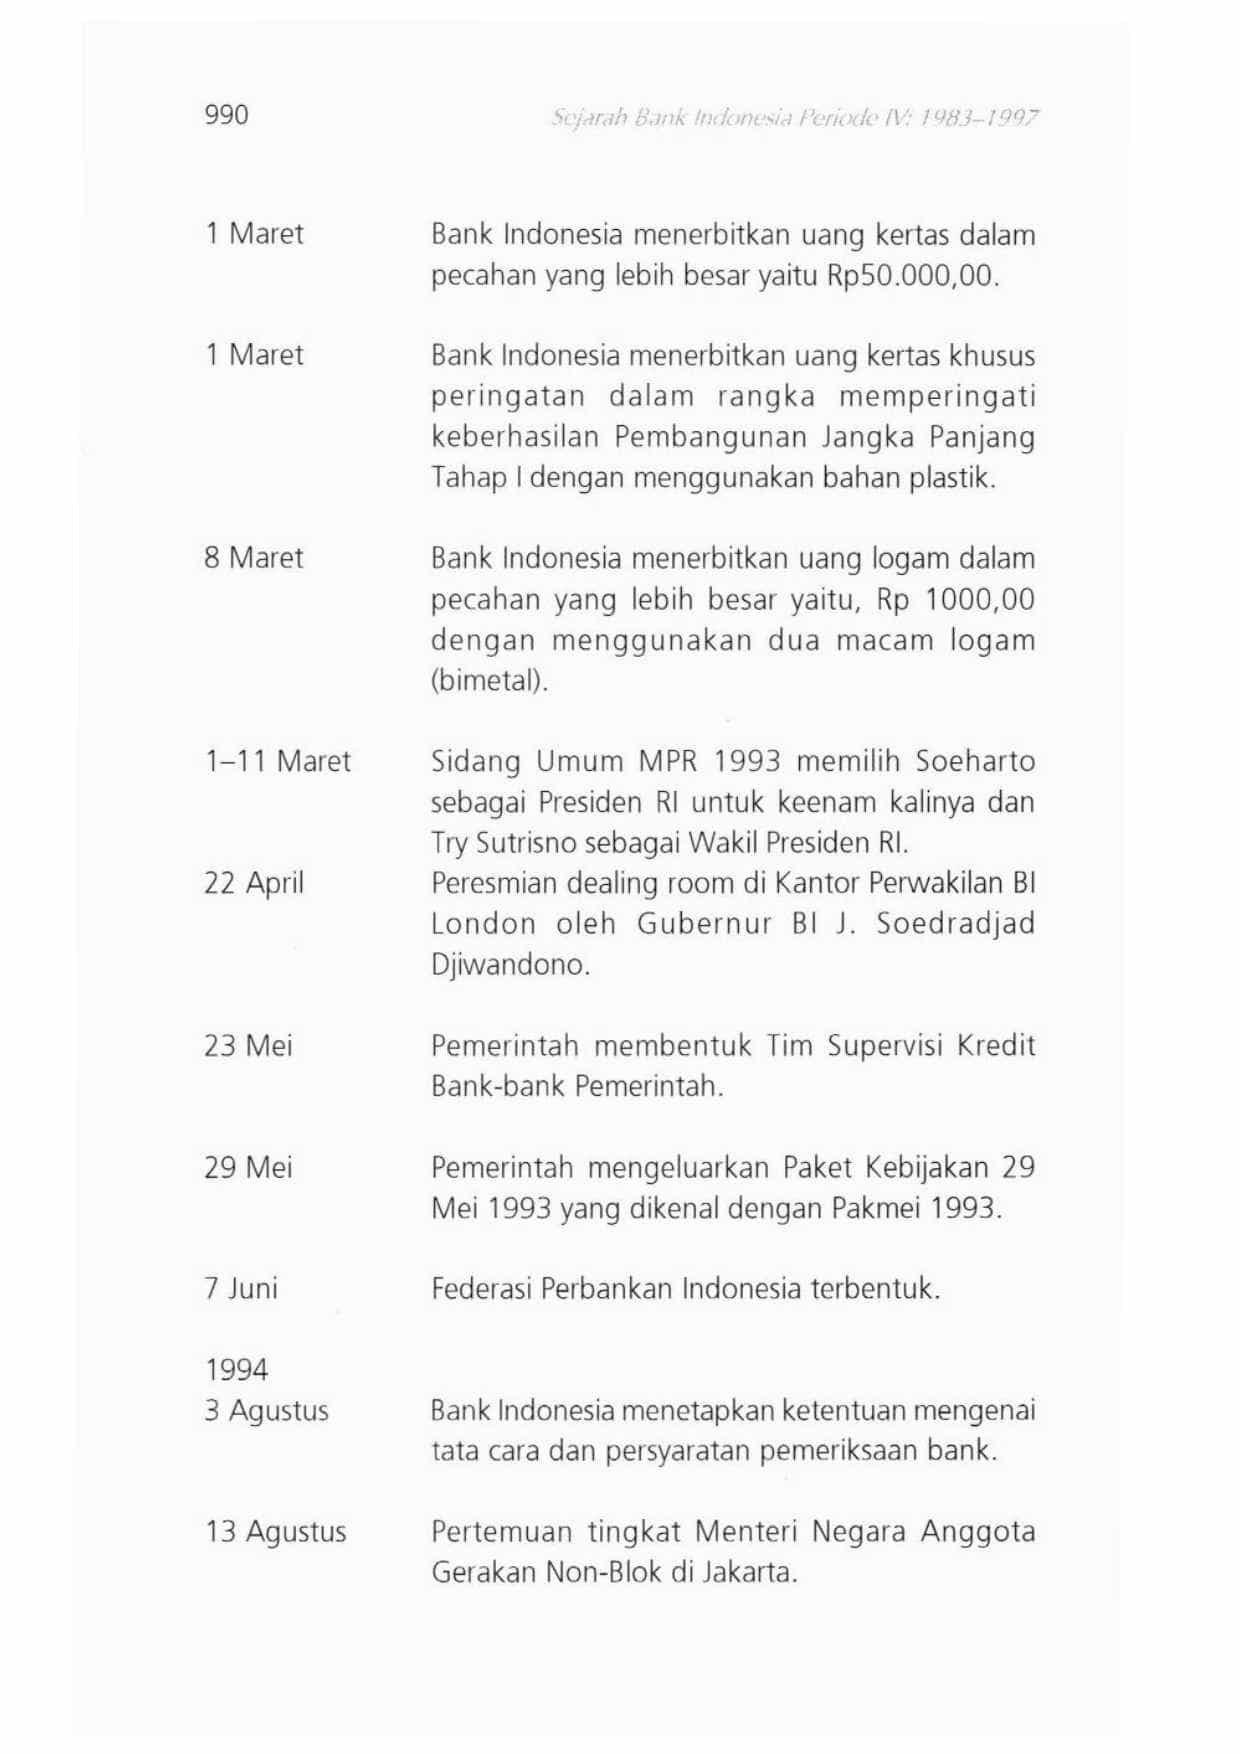 990 Sejarah Bank Indonesia Periode IV: 1983–1997
1 Maret Bank Indonesia menerbitkan uang kertas dalam
pecahan yang lebih besar yaitu Rp50.000,00.
1 Maret Bank Indonesia menerbitkan uang kertas khusus
peringatan dalam rangka memperingati
keberhasilan Pembangunan Jangka Panjang
Tahap I dengan menggunakan bahan plastik.
8 Maret Bank Indonesia menerbitkan uang logam dalam
pecahan yang lebih besar yaitu, Rp 1000,00
dengan menggunakan dua macam logam
(bimetal).
1–11 Maret Sidang Umum MPR 1993 memilih Soeharto
sebagai Presiden RI untuk keenam kalinya dan
Try Sutrisno sebagai Wakil Presiden RI.
22 April Peresmian dealing room di Kantor Perwakilan BI
London oleh Gubernur BI J. Soedradjad
Djiwandono.
23 Mei Pemerintah membentuk Tim Supervisi Kredit
Bank-bank Pemerintah.
29 Mei Pemerintah mengeluarkan Paket Kebijakan 29
Mei 1993 yang dikenal dengan Pakmei 1993.
7 Juni Federasi Perbankan Indonesia terbentuk.
1994
3 Agustus Bank Indonesia menetapkan ketentuan mengenai
tata cara dan persyaratan pemeriksaan bank.
13 Agustus Pertemuan tingkat Menteri Negara Anggota
Gerakan Non-Blok di Jakarta.